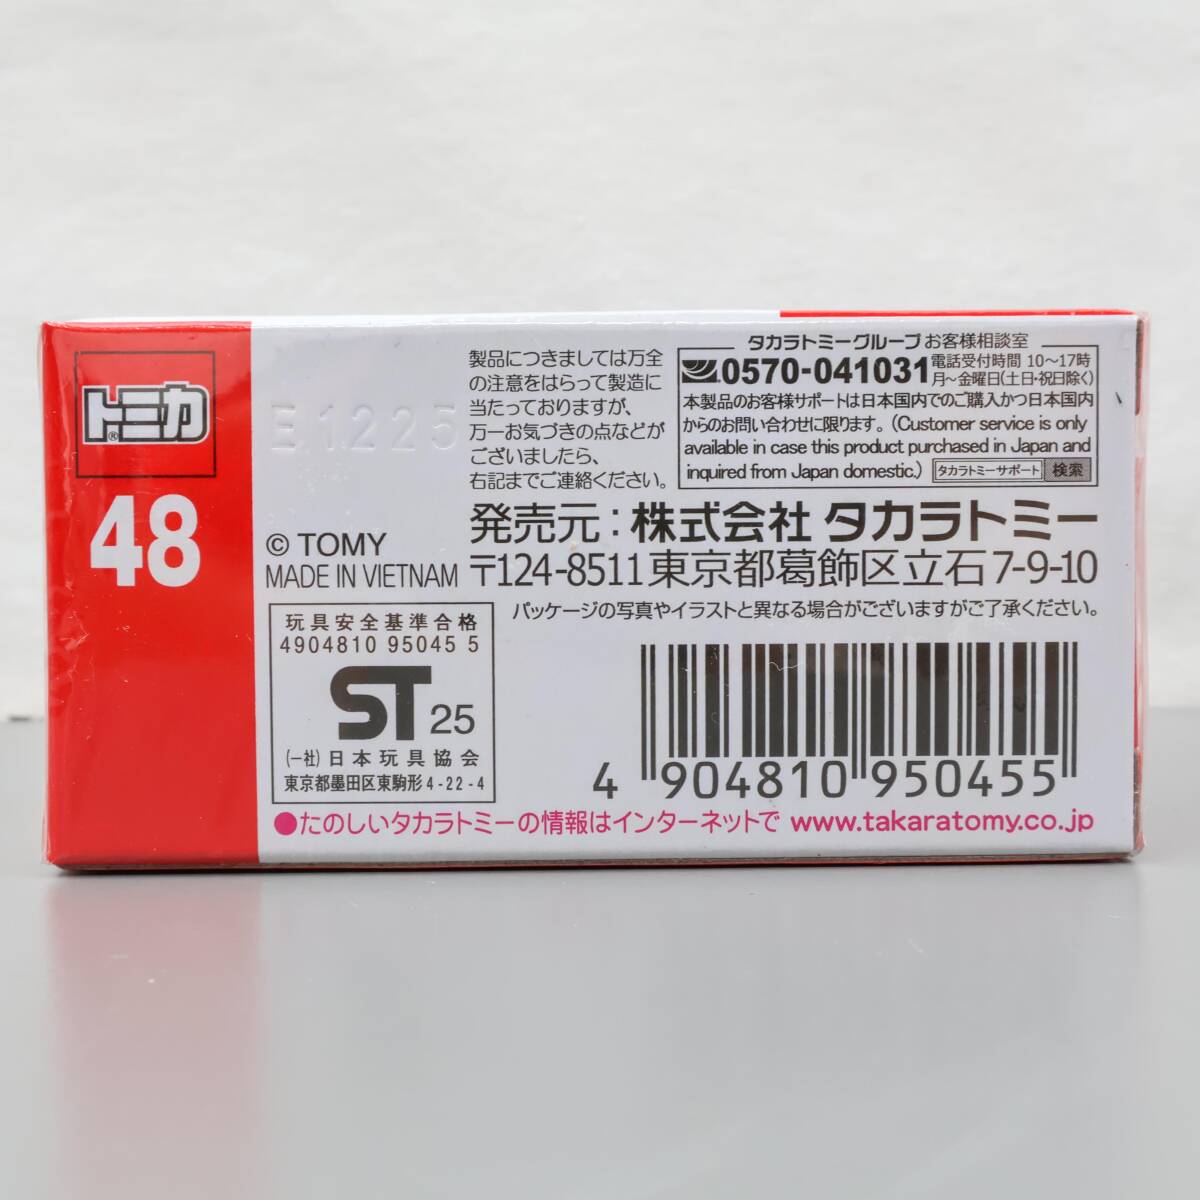 トミカ®
48
E1225
© TOMY
MADE IN VIETNAM
製品につきましては万全
の注意をはらって製造に
当たっておりますが、
万一お気づきの点などが
ございましたら、
右記までご連絡ください。
タカラトミーグループ お客様相談室
0570-041031 電話受付時間 10～17時
月～金曜日(土日・祝日除く)
本製品のお客様サポートは日本国内でのご購入かつ日本国内
からのお問い合わせに限ります。(Customer service is only
available in case this product purchased in Japan and
inquired from Japan domestic.) タカラトミーサポート 検索
発売元：株式会社 タカラトミー
〒124-8511 東京都葛飾区立石7-9-10
パッケージの写真やイラストと異なる場合がございますがご了承ください。
玩具安全基準合格
4904810 95045 5
ST 25
(一社)日本玩具協会
東京都墨田区東駒形4-22-4
4 904810 950455
●たのしいタカラトミーの情報はインターネットで www.takaratomy.co.jp